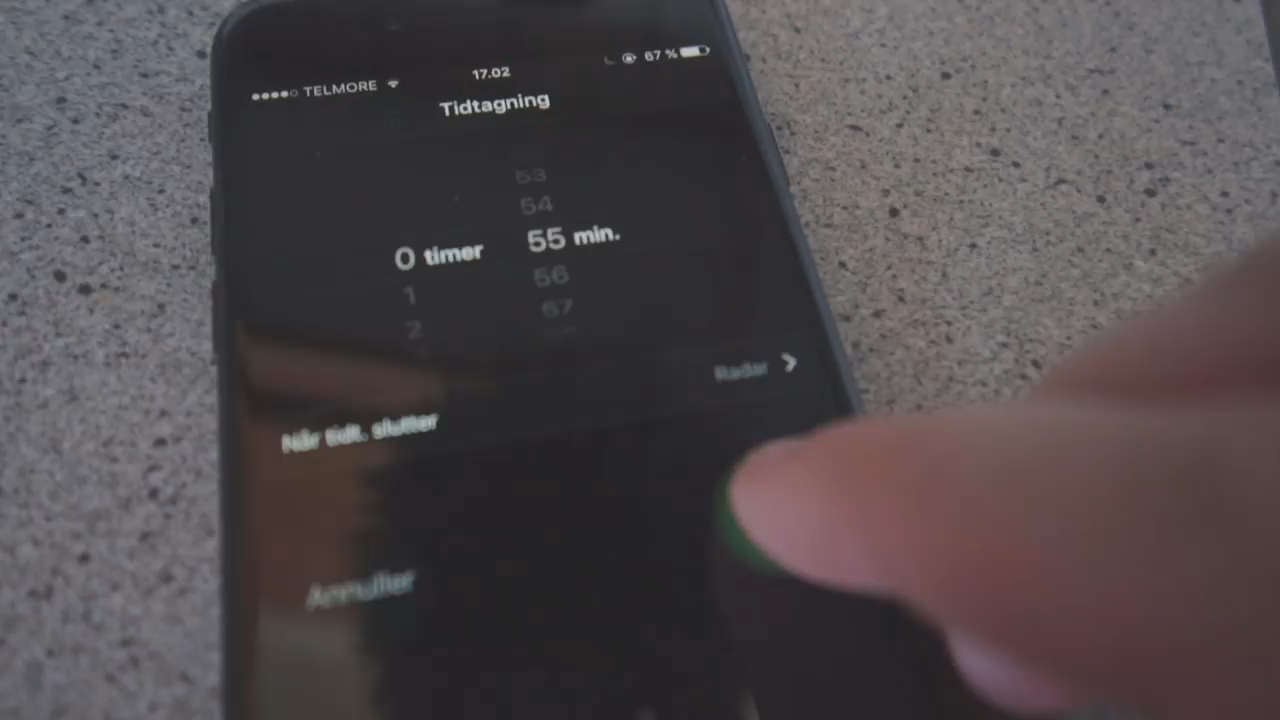 TELMORE 17.02 67 %
Tidtagning
53
54
0 timer 55 min.
1 56
2 57
Radar
Når tidt. slutter
Annuller